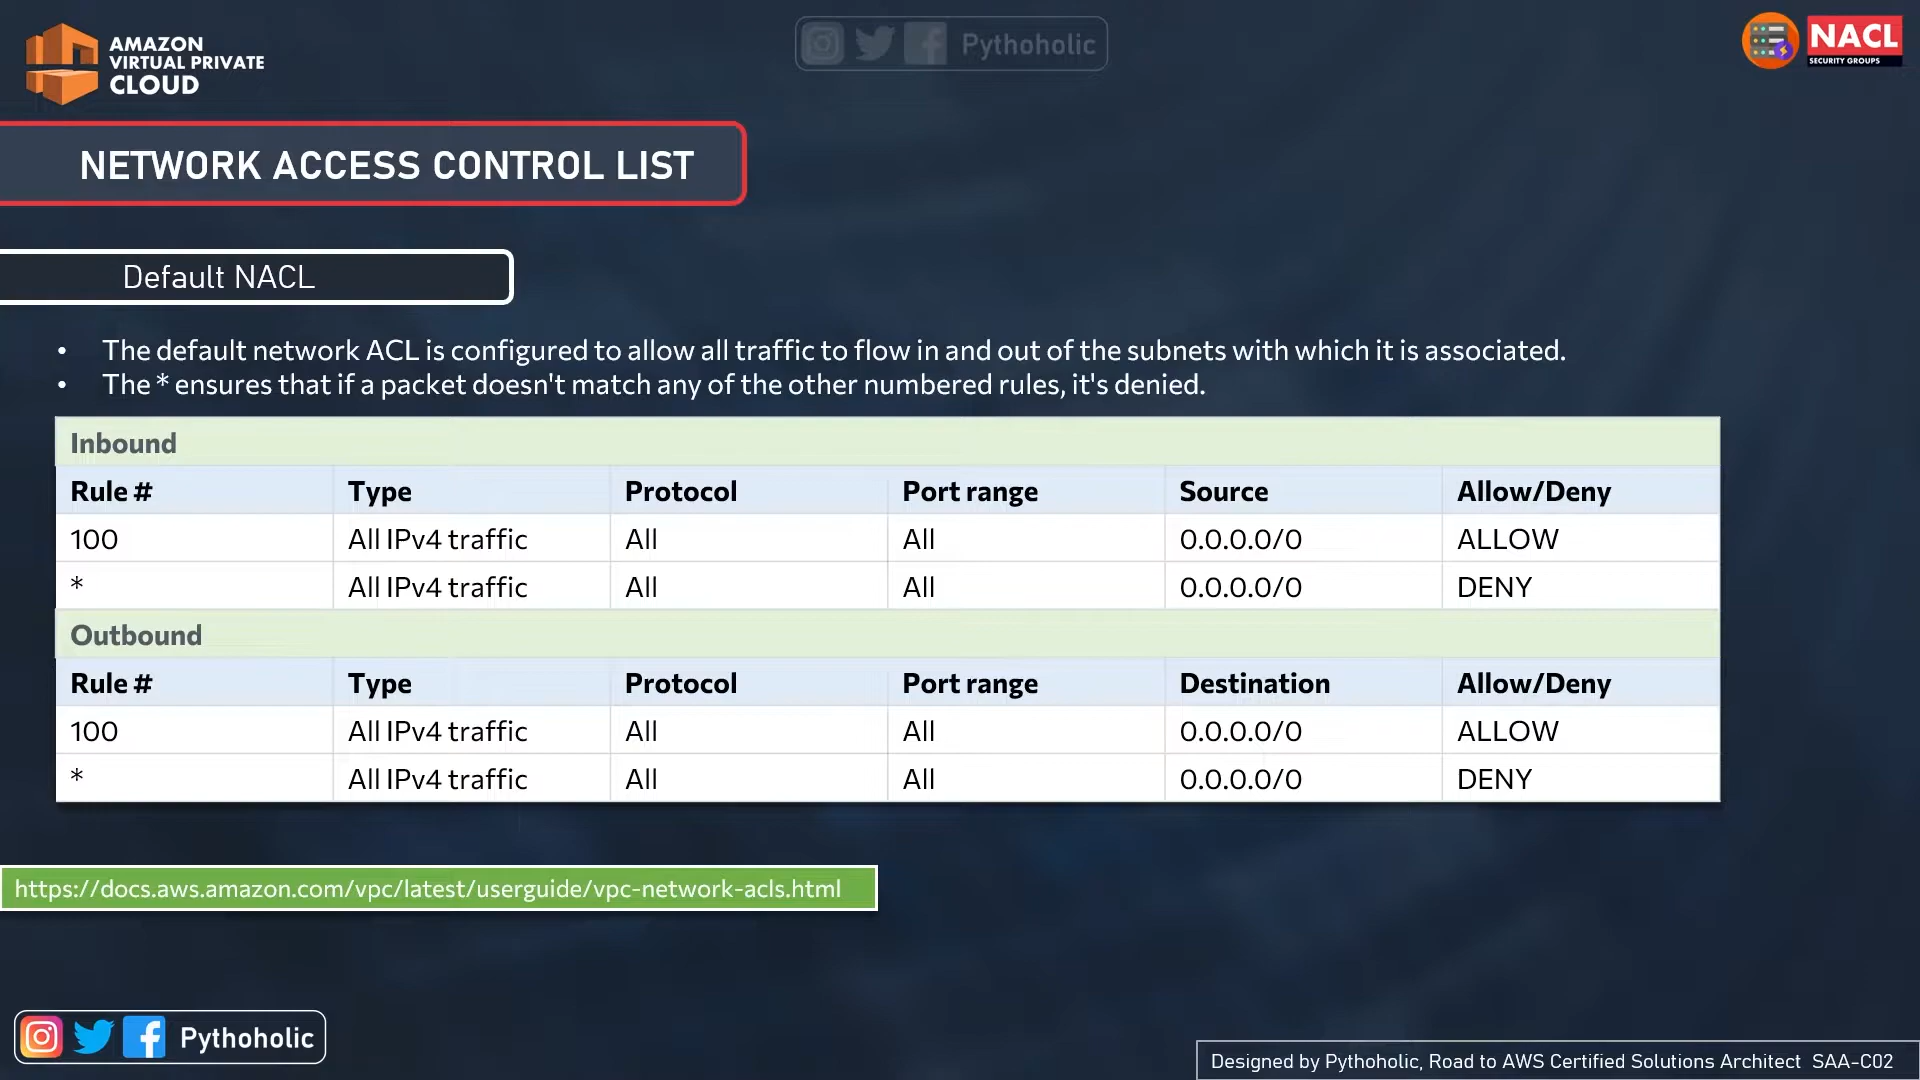 AMAZON
VIRTUAL PRIVATE
CLOUD
Pythoholic
NACL
SECURITY GROUPS
NETWORK ACCESS CONTROL LIST
Default NACL
• The default network ACL is configured to allow all traffic to flow in and out of the subnets with which it is associated.
• The * ensures that if a packet doesn't match any of the other numbered rules, it's denied.
Inbound
Rule # Type Protocol Port range Source Allow/Deny
100 All IPv4 traffic All All 0.0.0.0/0 ALLOW
* All IPv4 traffic All All 0.0.0.0/0 DENY
Outbound
Rule # Type Protocol Port range Destination Allow/Deny
100 All IPv4 traffic All All 0.0.0.0/0 ALLOW
* All IPv4 traffic All All 0.0.0.0/0 DENY
https://docs.aws.amazon.com/vpc/latest/userguide/vpc-network-acls.html
Pythoholic
Designed by Pythoholic, Road to AWS Certified Solutions Architect SAA-C02